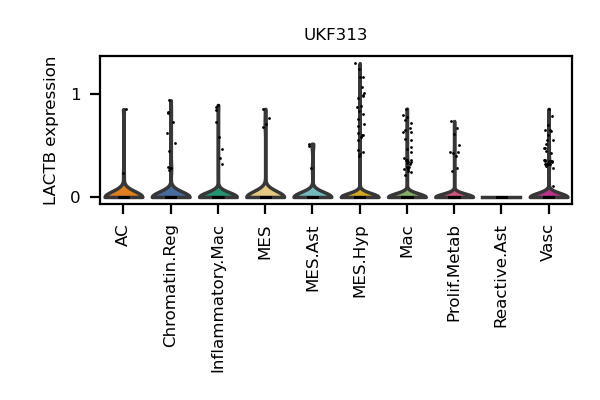 UKF313
LACTB expression
1
0
AC
Chromatin.Reg
Inflammatory.Mac
MES
MES.Ast
MES.Hyp
Mac
Prolif.Metab
Reactive.Ast
Vasc